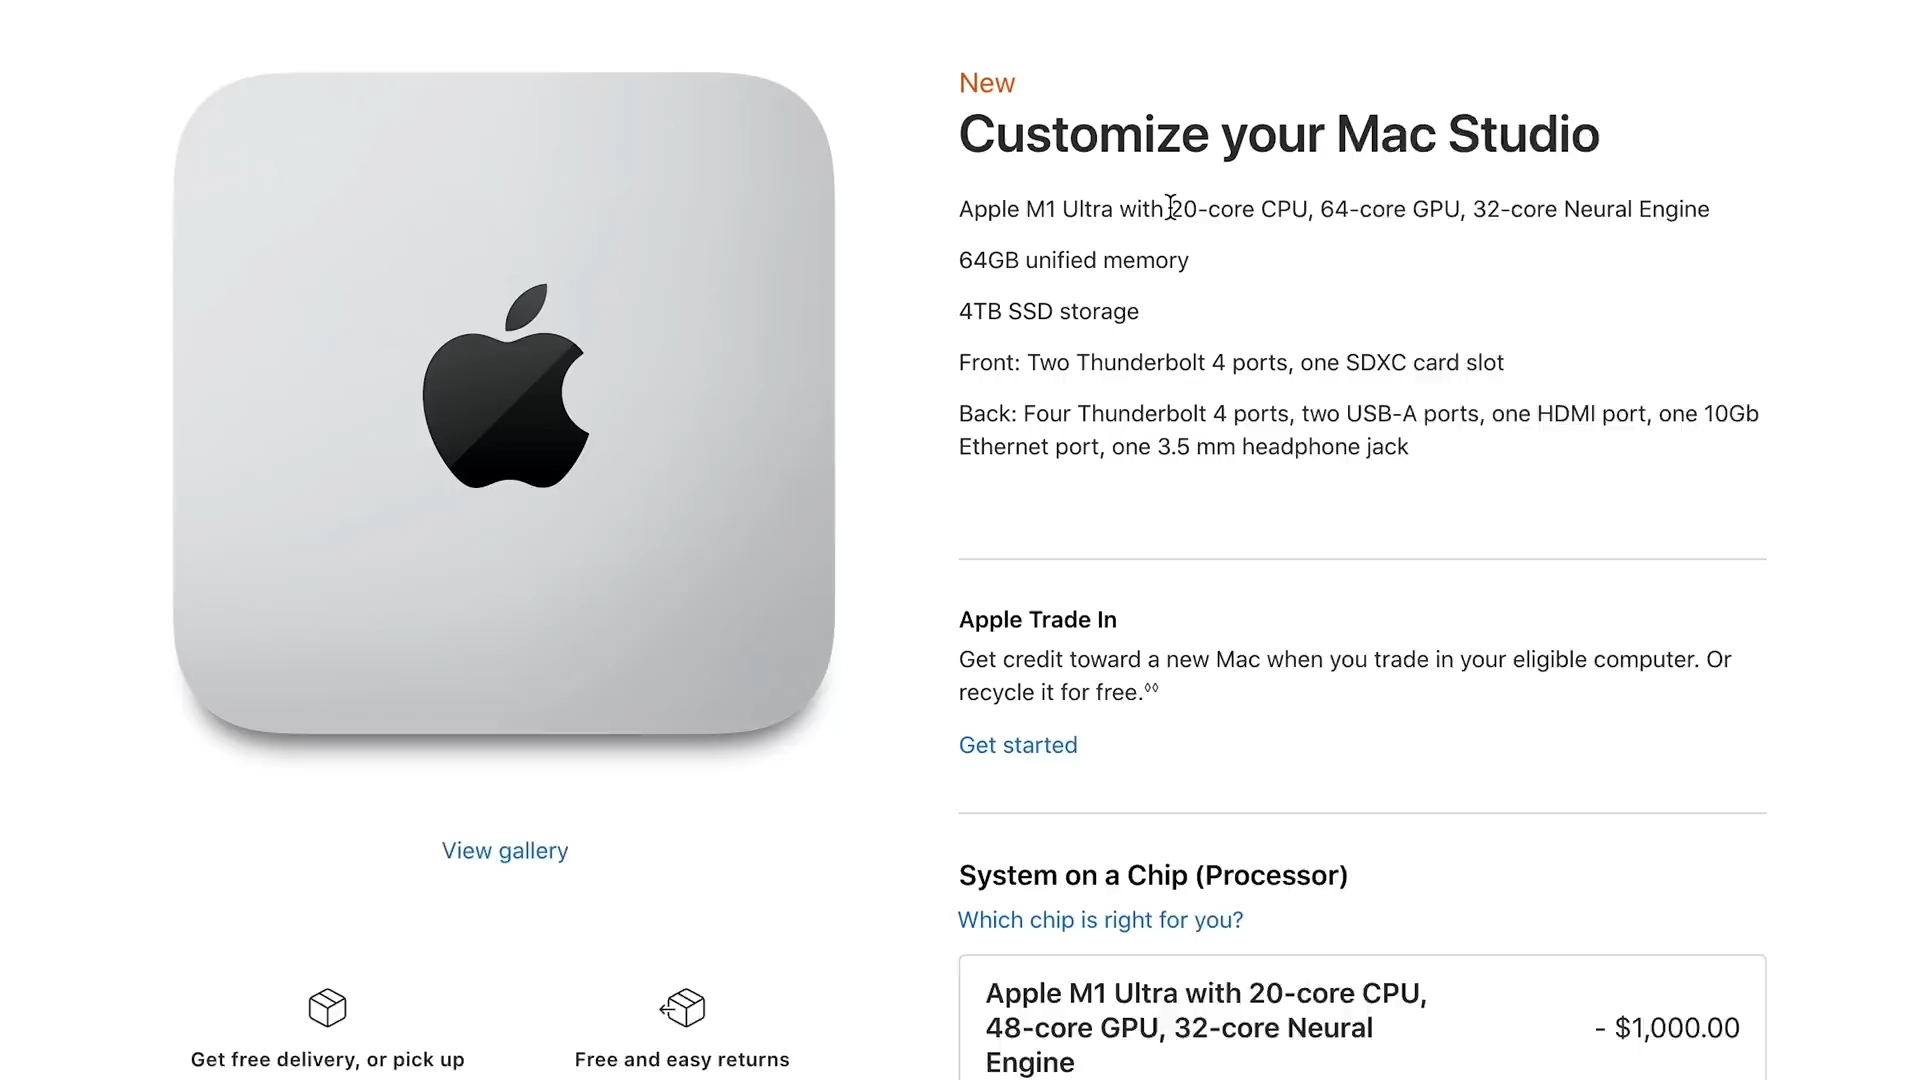 New
Customize your Mac Studio
Apple M1 Ultra with 20-core CPU, 64-core GPU, 32-core Neural Engine
64GB unified memory
4TB SSD storage
Front: Two Thunderbolt 4 ports, one SDXC card slot
Back: Four Thunderbolt 4 ports, two USB-A ports, one HDMI port, one 10Gb
Ethernet port, one 3.5 mm headphone jack
Apple Trade In
Get credit toward a new Mac when you trade in your eligible computer. Or
recycle it for free.◊◊
Get started
View gallery
System on a Chip (Processor)
Which chip is right for you?
Apple M1 Ultra with 20-core CPU,
48-core GPU, 32-core Neural
Engine
- $1,000.00
Get free delivery, or pick up
Free and easy returns